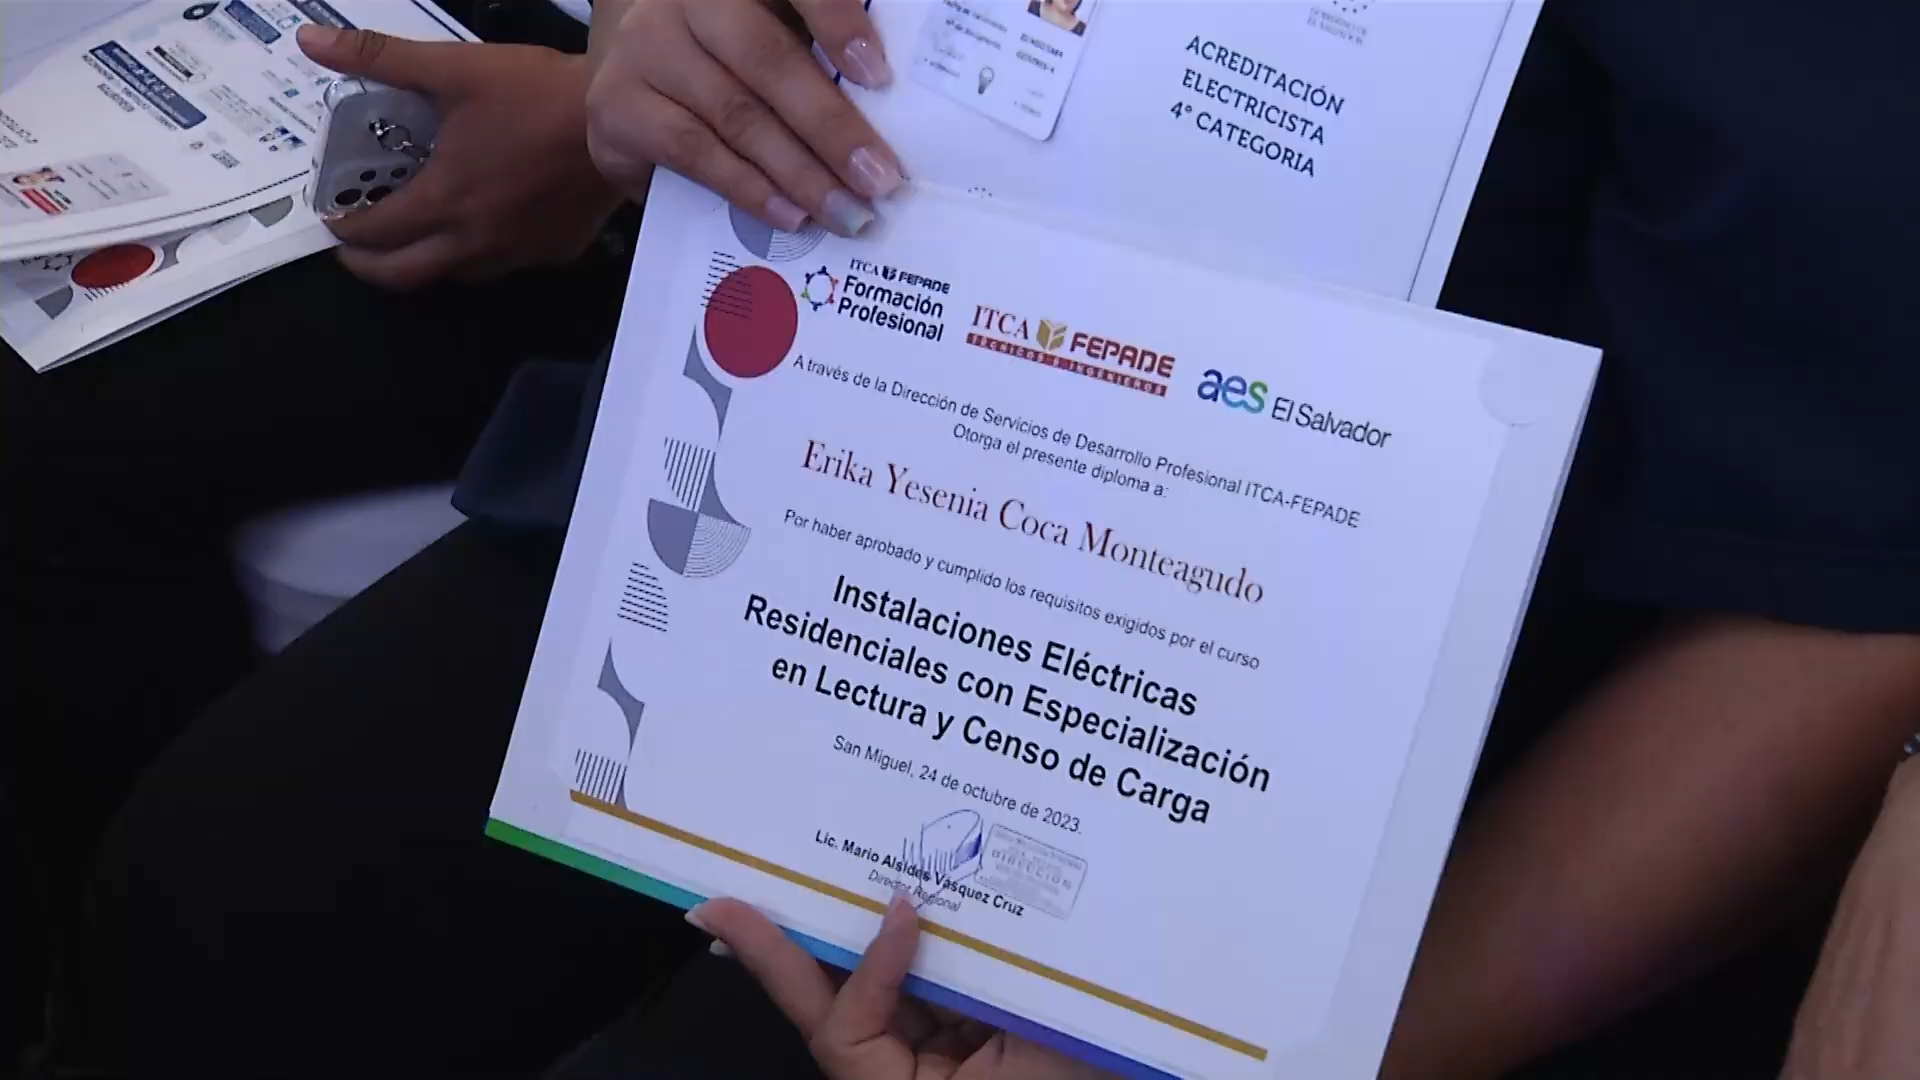 ACREDITACIÓN
ELECTRICISTA
4° CATEGORIA
ITCA FEPADE
Formación
Profesional
ITCA FEPADE
TÉCNICOS E INGENIEROS
aes El Salvador
A través de la Dirección de Servicios de Desarrollo Profesional ITCA-FEPADE
Otorga el presente diploma a:
Erika Yesenia Coca Monteagudo
Por haber aprobado y cumplido los requisitos exigidos por el curso
Instalaciones Eléctricas
Residenciales con Especialización
en Lectura y Censo de Carga
San Miguel, 24 de octubre de 2023.
DIRECCIÓN
Lic. Mario Alsides Vásquez Cruz
Director Regional